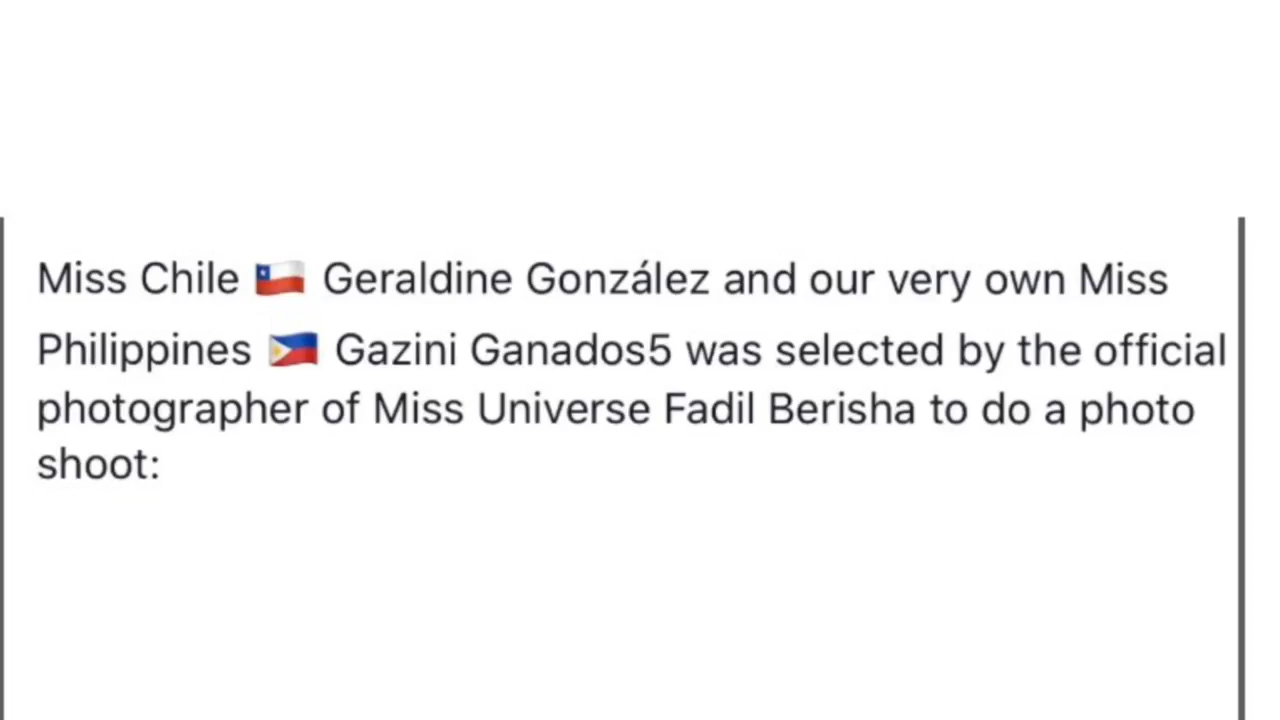 Miss Chile 🇨🇱 Geraldine González and our very own Miss
Philippines 🇵🇭 Gazini Ganados5 was selected by the official
photographer of Miss Universe Fadil Berisha to do a photo
shoot: